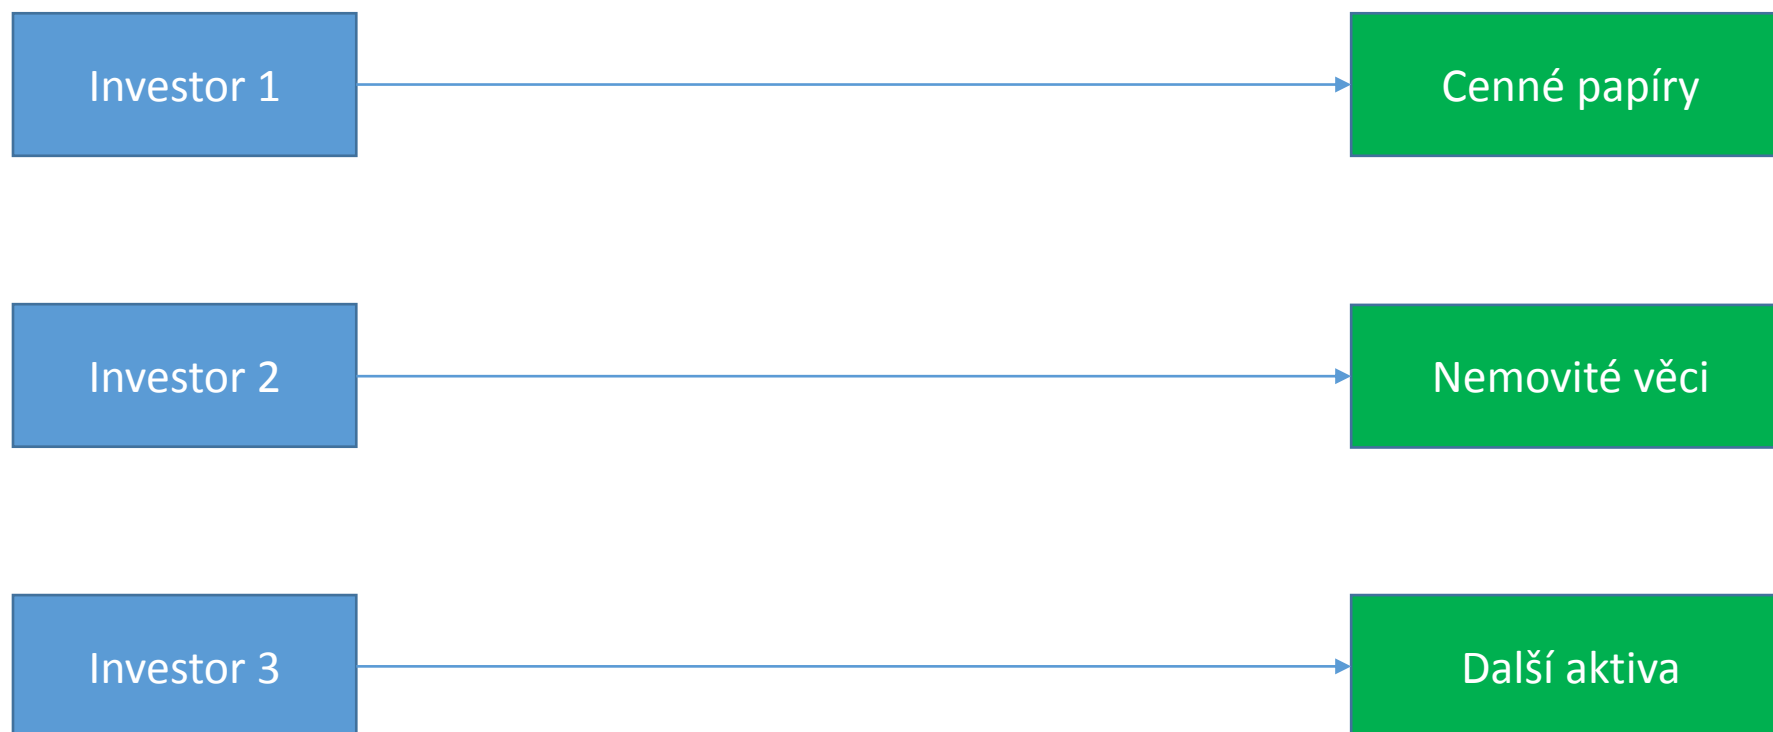 Investor 1
Cenné papíry
Investor 2
Nemovité věci
Investor 3
Další aktiva